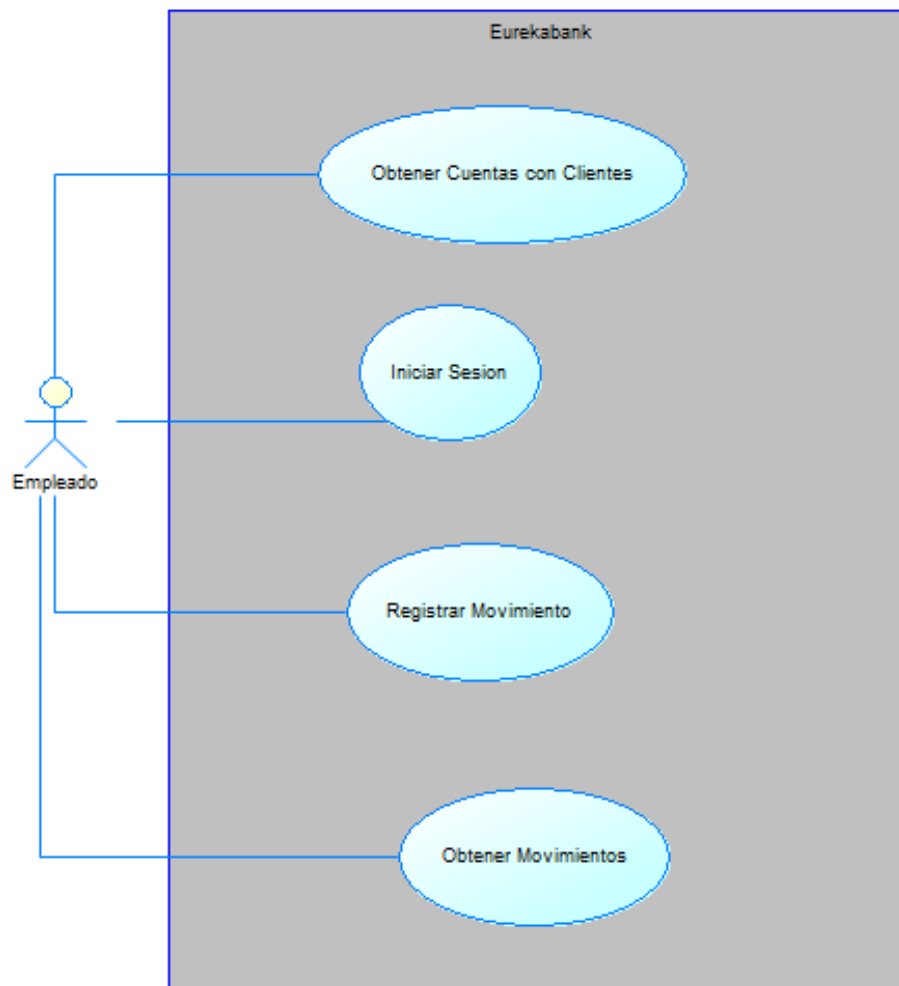 Eurekabank
Obtener Cuentas con Clientes
Iniciar Sesion
Empleado
Registrar Movimiento
Obtener Movimientos